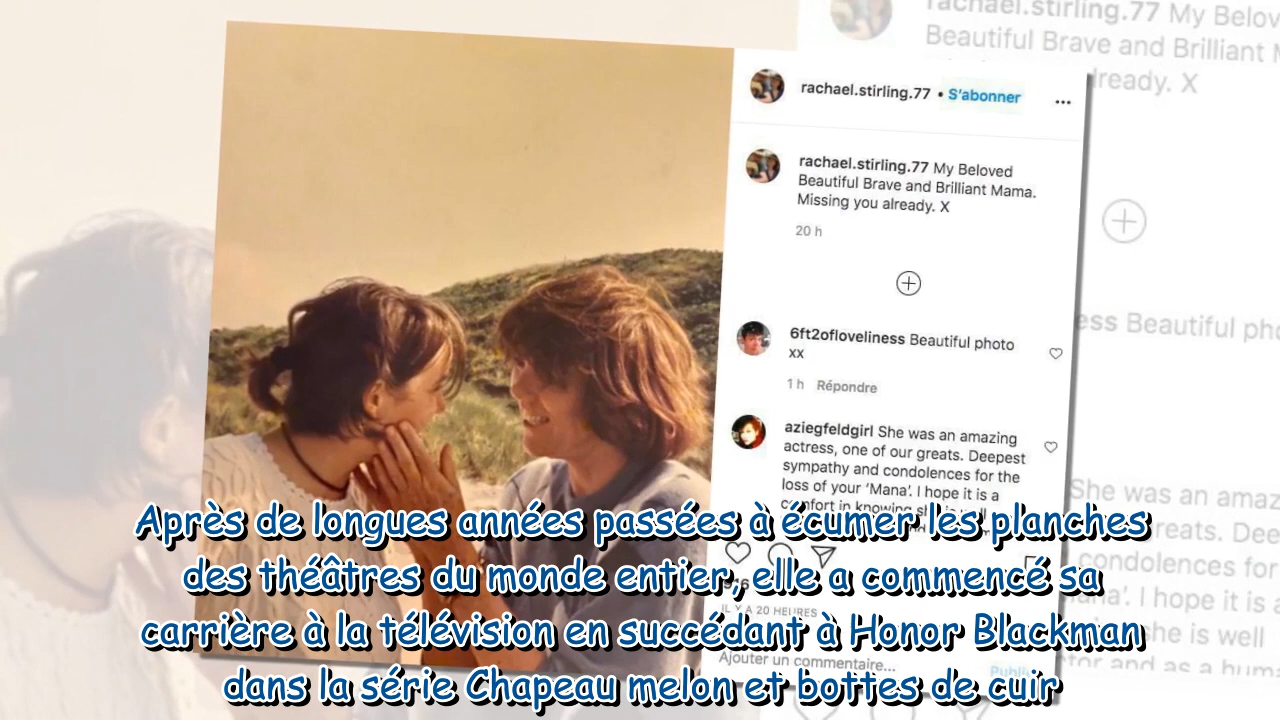 rachael.stirling.77 My Belov
Beautiful Brave and Brilliant M
already. X
rachael.stirling.77 • S'abonner
rachael.stirling.77 My Beloved
Beautiful Brave and Brilliant Mama.
Missing you already. X
20 h
6ft2ofloveliness Beautiful photo
xx
1 h Répondre
ess Beautiful pho
aziegfeldgirl She was an amazing
actress, one of our greats. Deepest
sympathy and condolences for the
loss of your 'Mana'. I hope it is a
comfort in knowing she is well
She was an amaz
reats. Dee
condolences for
I hope it is a
she is well
and as a huma
IL Y A 20 HEURES
Ajouter un commentaire...
Publier
Après de longues années passées à écumer les planches
des théâtres du monde entier, elle a commencé sa
carrière à la télévision en succédant à Honor Blackman
dans la série Chapeau melon et bottes de cuir